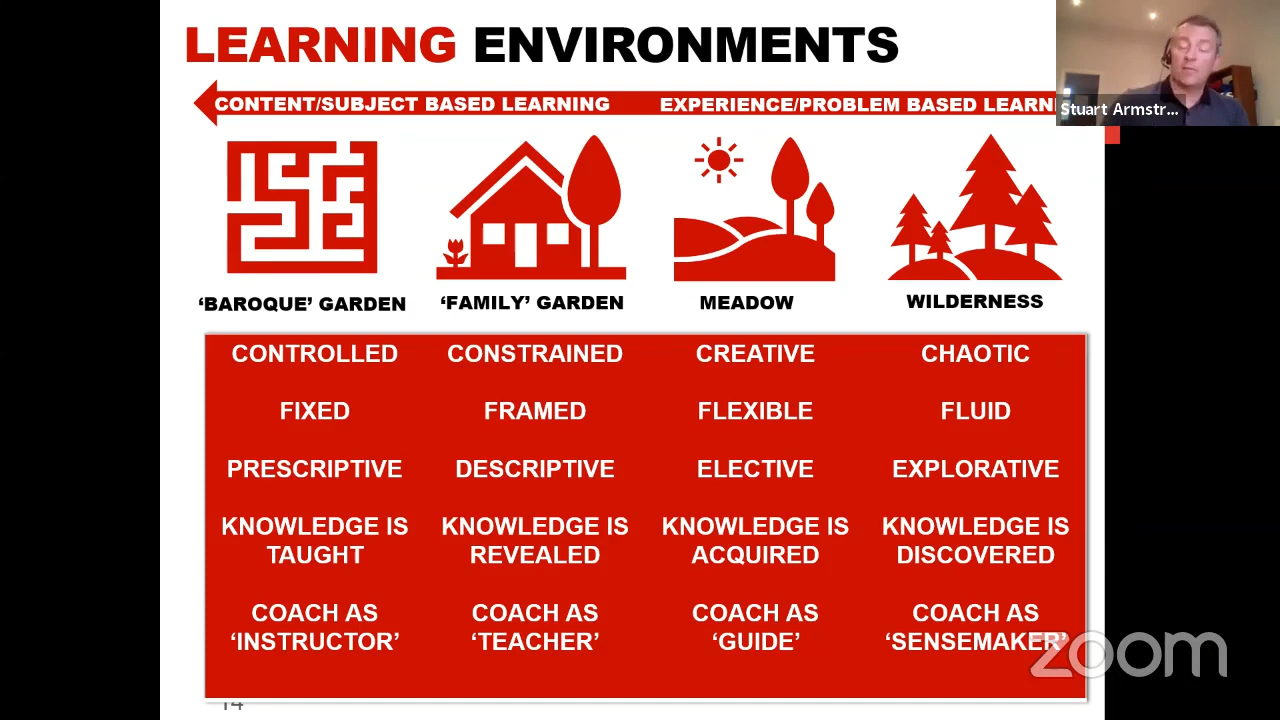 LEARNING ENVIRONMENTS
CONTENT/SUBJECT BASED LEARNING
EXPERIENCE/PROBLEM BASED
Stuart Armstr...
‘BAROQUE’ GARDEN
‘FAMILY’ GARDEN
MEADOW
WILDERNESS
CONTROLLED
CONSTRAINED
CREATIVE
CHAOTIC
FIXED
FRAMED
FLEXIBLE
FLUID
PRESCRIPTIVE
DESCRIPTIVE
ELECTIVE
EXPLORATIVE
KNOWLEDGE IS
TAUGHT
KNOWLEDGE IS
REVEALED
KNOWLEDGE IS
ACQUIRED
KNOWLEDGE IS
DISCOVERED
COACH AS
‘INSTRUCTOR’
COACH AS
‘TEACHER’
COACH AS
‘GUIDE’
COACH AS
‘SENSEMAKER’
zoom
14